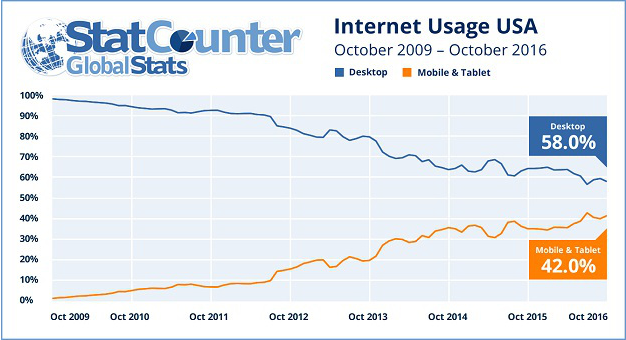 StatCounter
GlobalStats
Internet Usage USA
October 2009 – October 2016
Desktop Mobile & Tablet
100%
90%
80%
70%
60%
50%
40%
30%
20%
10%
0%
Desktop
58.0%
Mobile & Tablet
42.0%
Oct 2009 Oct 2010 Oct 2011 Oct 2012 Oct 2013 Oct 2014 Oct 2015 Oct 2016